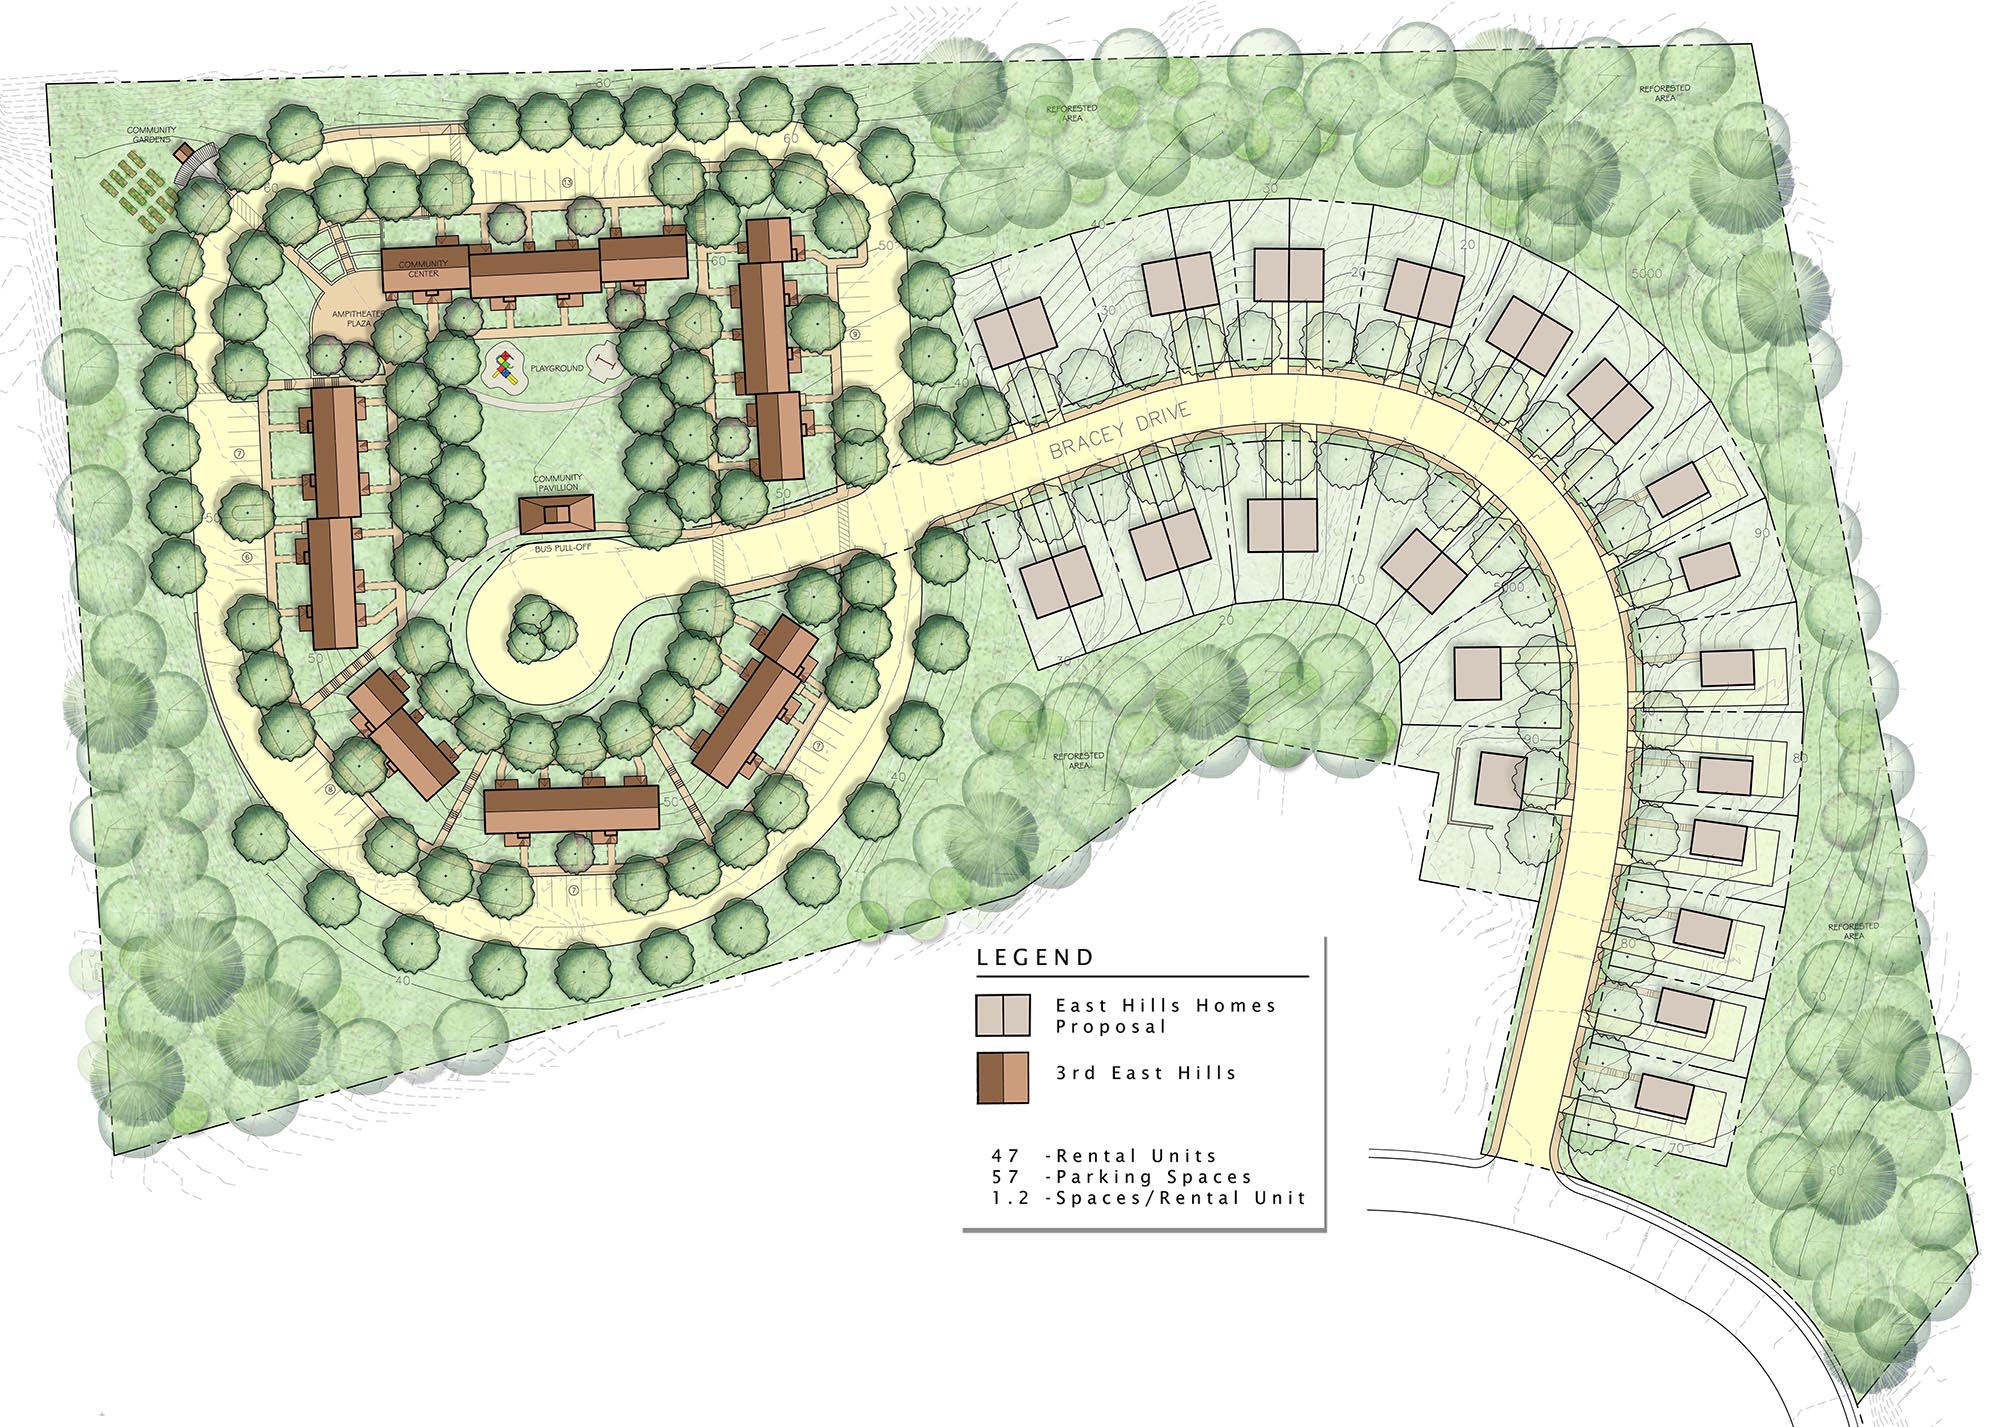 COMMUNITY
GARDENS
REFORESTED
AREA
REFORESTED
AREA
30
60
60
13
COMMUNITY
CENTER
60
50
AMPITHEATER
PLAZA
9
PLAYGROUND
40
30
40
30
20
20
5000
BRACEY DRIVE
7
COMMUNITY
PAVILLION
50
50
6
BUS PULL-OFF
90
10
5000
20
30
50
90
80
7
REFORESTED
AREA
8
50
40
7
40
REFORESTED
AREA
80
70
60
LEGEND
East Hills Homes
Proposal
3rd East Hills
47 -Rental Units
57 -Parking Spaces
1.2 -Spaces/Rental Unit